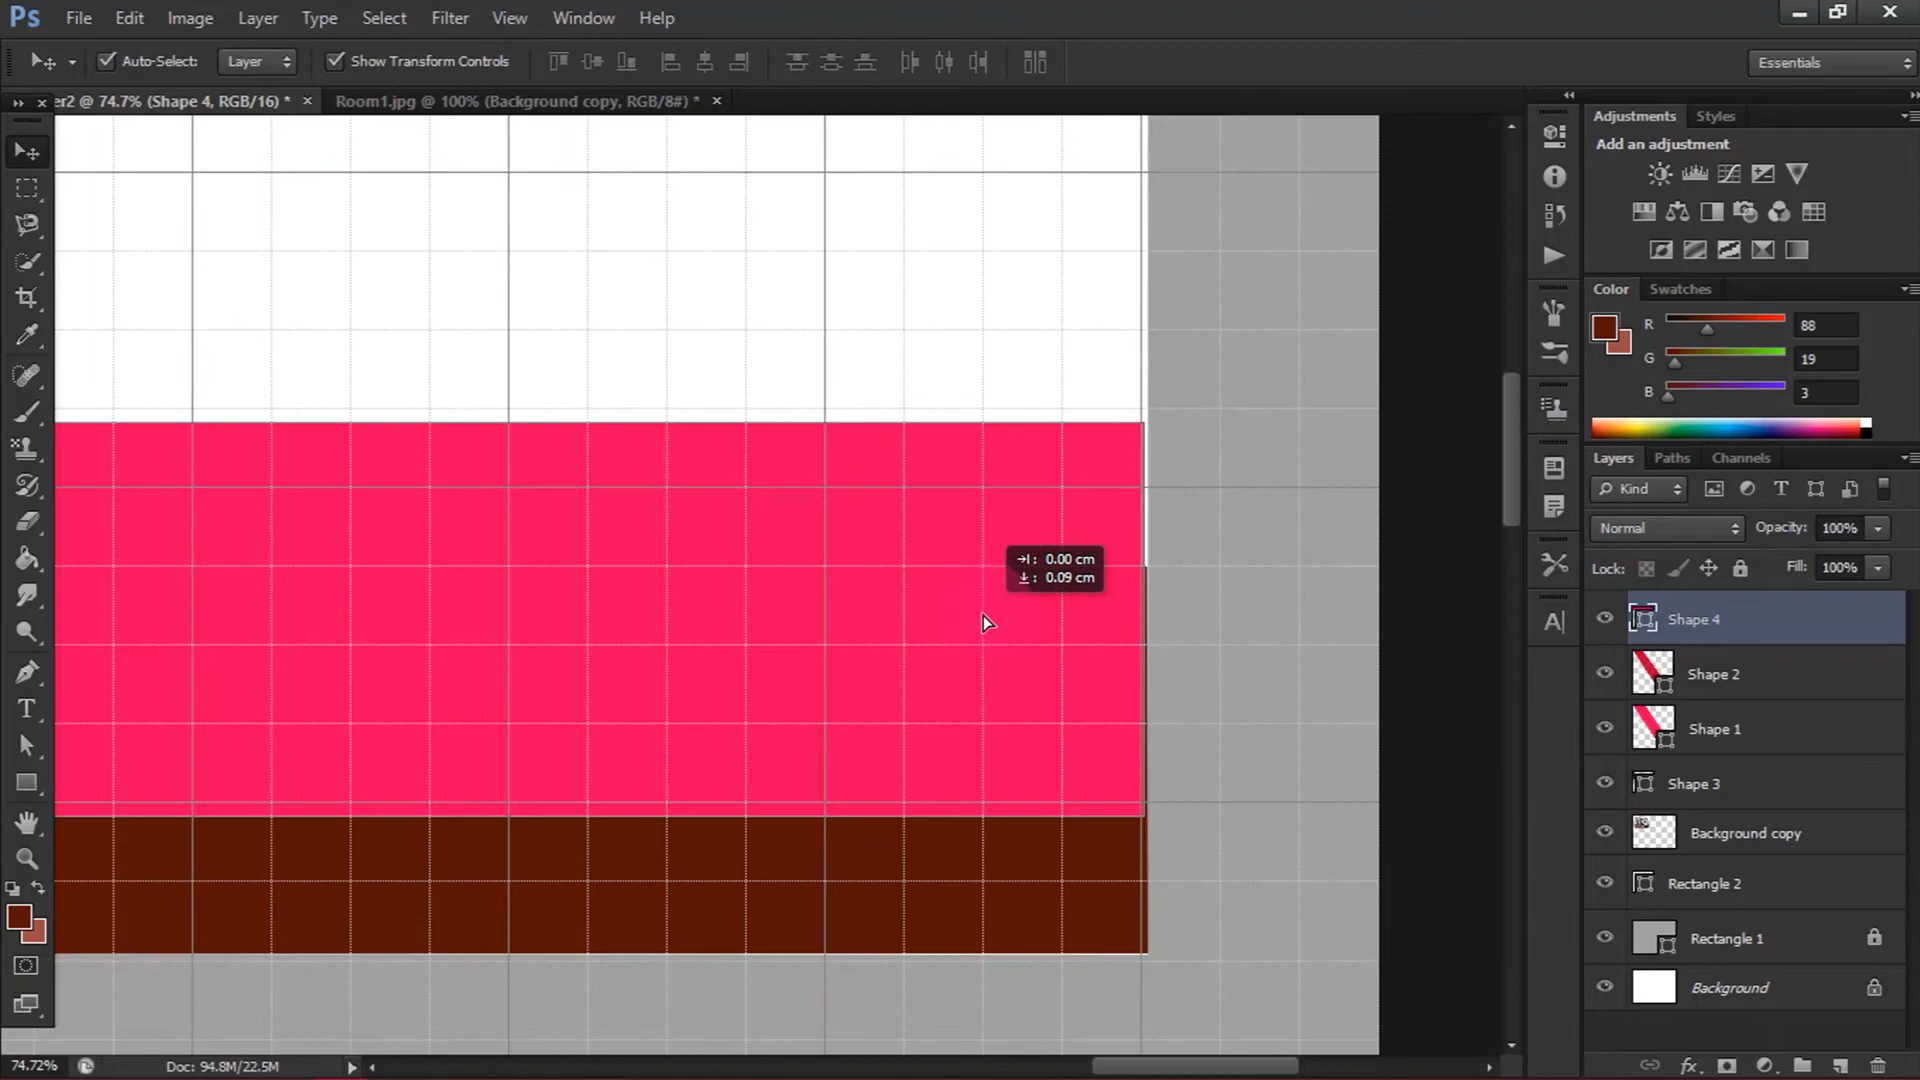 Ps File Edit Image Layer Type Select Filter View Window Help
Auto-Select: Layer Show Transform Controls Essentials
er2 @ 74.7% (Shape 4, RGB/16) * × Room1.jpg @ 100% (Background copy, RGB/8#) * ×
Adjustments Styles
Add an adjustment
Color Swatches
R 88
G 19
B 3
Layers Paths Channels
Kind
Normal Opacity: 100%
Lock: Fill: 100%
0.00 cm
0.09 cm
Shape 4
Shape 2
Shape 1
Shape 3
Background copy
Rectangle 2
Rectangle 1
Background
74.72% Doc: 94.8M/22.5M